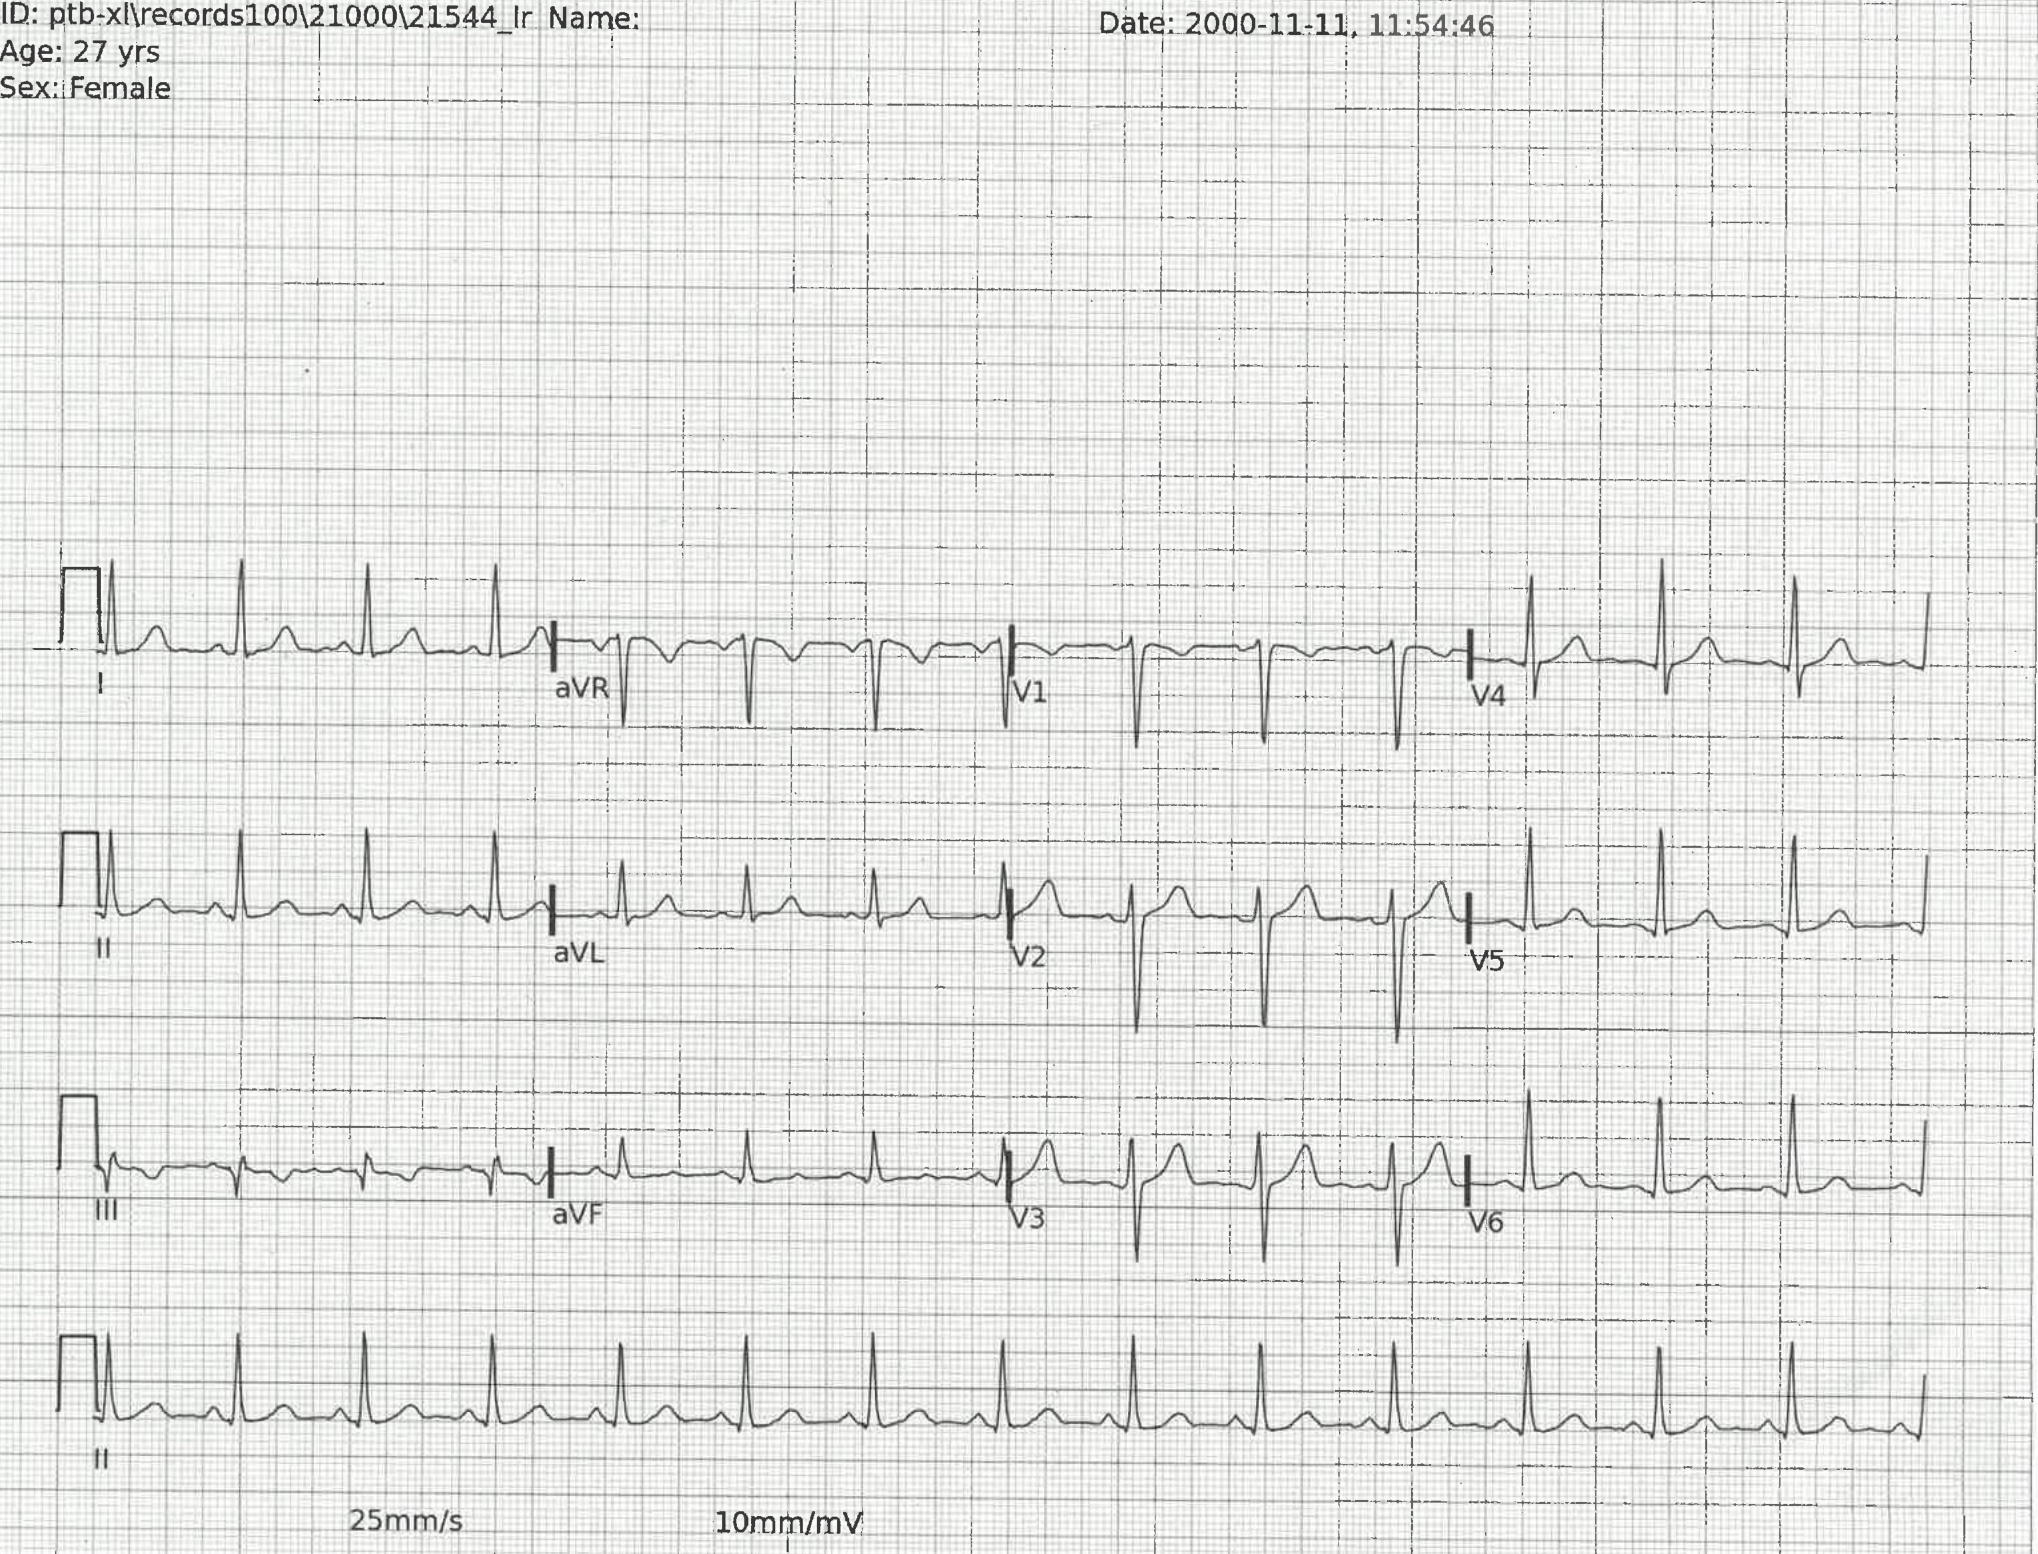 ID: ptb-xl\records100\21000\21544_lr Name:
Date: 2000-11-11, 11:54:46
Age: 27 yrs
Sex: Female
I
aVR
V1
V4
II
aVL
V2
V5
III
aVF
V3
V6
II
25mm/s
10mm/mV